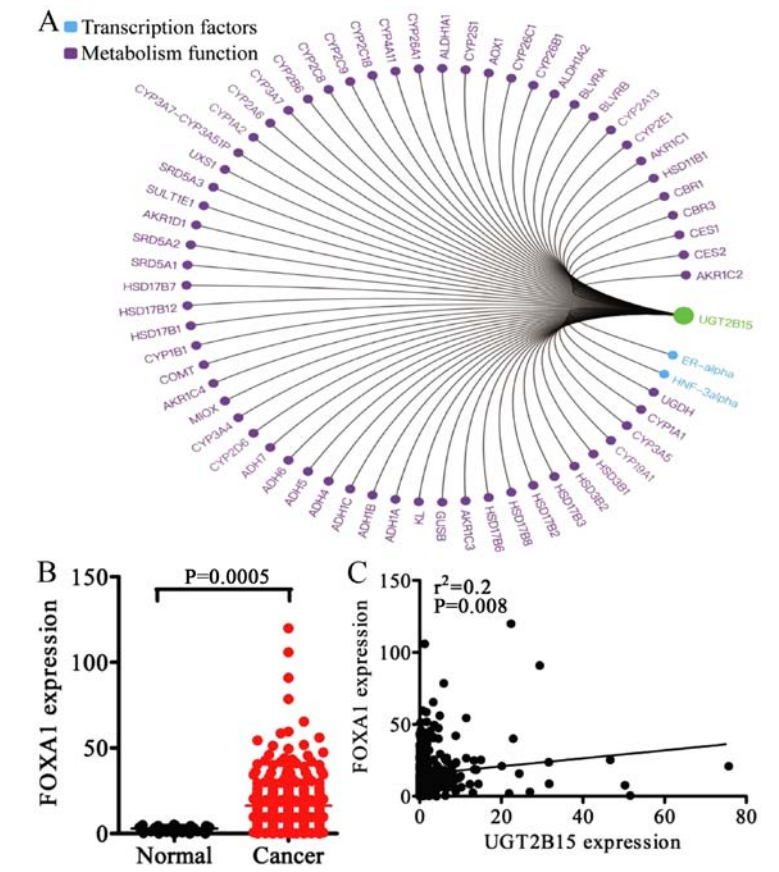 A
Transcription factors
Metabolism function
CYP3A7-CYP3A51P
CYP1A2
CYP2A6
CYP3A7
CYP2B6
CYP2C8
CYP2C9
CYP2C18
CYP4A11
CYP26A1
ALDH1A1
CYP2S1
AOX1
CYP26C1
CYP26B1
ALDH1A2
BLVRA
BLVRB
CYP2A13
CYP2E1
AKR1C1
HSD11B1
CBR1
CBR3
CES1
CES2
AKR1C2
UGT2B15
ER-alpha
HNF-3alpha
UGDH
CYP1A1
CYP3A5
CYP19A1
HSD3B1
HSD3B2
HSD17B3
HSD17B2
HSD17B8
HSD17B6
AKR1C3
GUSB
KL
ADH1A
ADH1B
ADH1C
ADH4
ADH5
ADH6
ADH7
CYP2D6
CYP3A4
MIOX
AKR1C4
COMT
CYP1B1
HSD17B1
HSD17B12
HSD17B7
SRD5A1
SRD5A2
AKR1D1
SULT1E1
SRD5A3
UXS1
B
P=0.0005
FOXA1 expression
150
100
50
0
Normal
Cancer
C
r²=0.2
P=0.008
FOXA1 expression
150
100
50
0
0
20
40
60
80
UGT2B15 expression